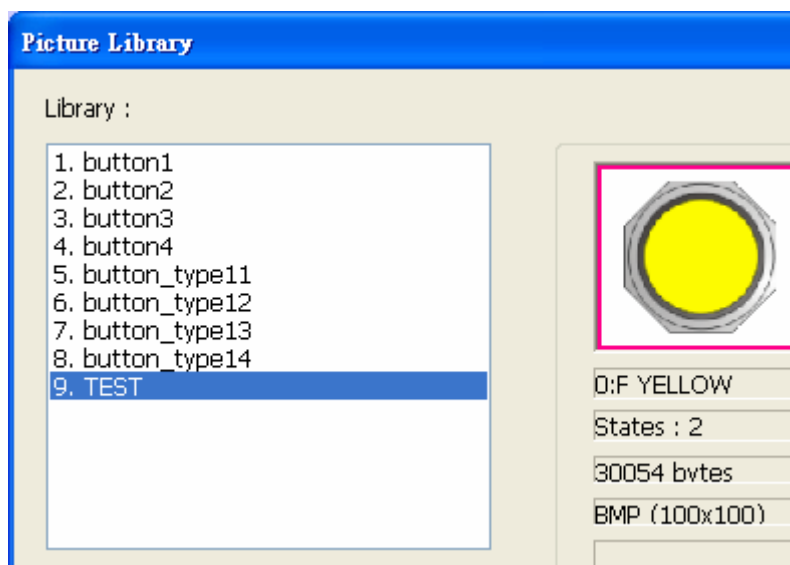 Picture Library
Library :
1. button1
2. button2
3. button3
4. button4
5. button_type11
6. button_type12
7. button_type13
8. button_type14
9. TEST
0:F YELLOW
States : 2
30054 bytes
BMP (100x100)